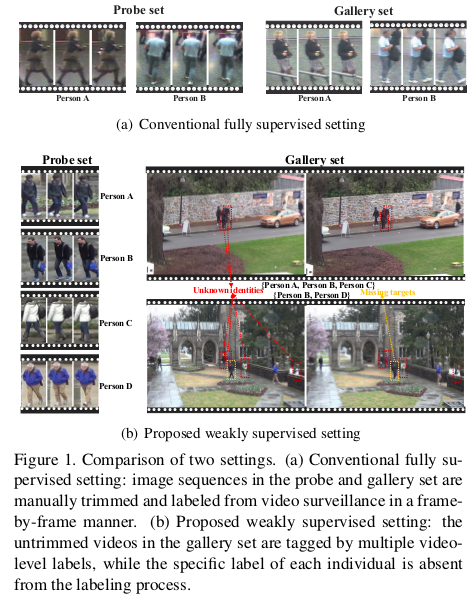 Probe set
Gallery set
Person A
Person B
Person A
Person B
(a) Conventional fully supervised setting
Probe set
Gallery set
Person A
Person B
Person C
Person D
{Person A, Person B, Person C}
Unknown identities
{Person B, Person D}
Missing targets
(b) Proposed weakly supervised setting
Figure 1. Comparison of two settings. (a) Conventional fully su-
pervised setting: image sequences in the probe and gallery set are
manually trimmed and labeled from video surveillance in a frame-
by-frame manner. (b) Proposed weakly supervised setting: the
untrimmed videos in the gallery set are tagged by multiple video-
level labels, while the specific label of each individual is absent
from the labeling process.